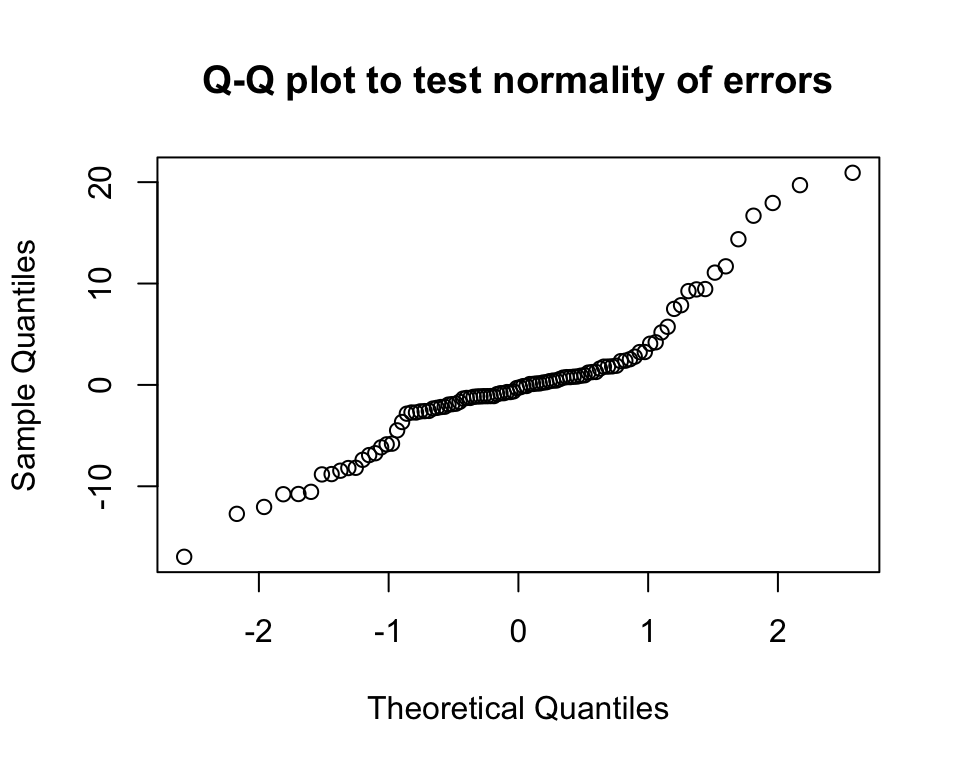 Q-Q plot to test normality of errors
Sample Quantiles
20
10
0
-10
-2 -1 0 1 2
Theoretical Quantiles